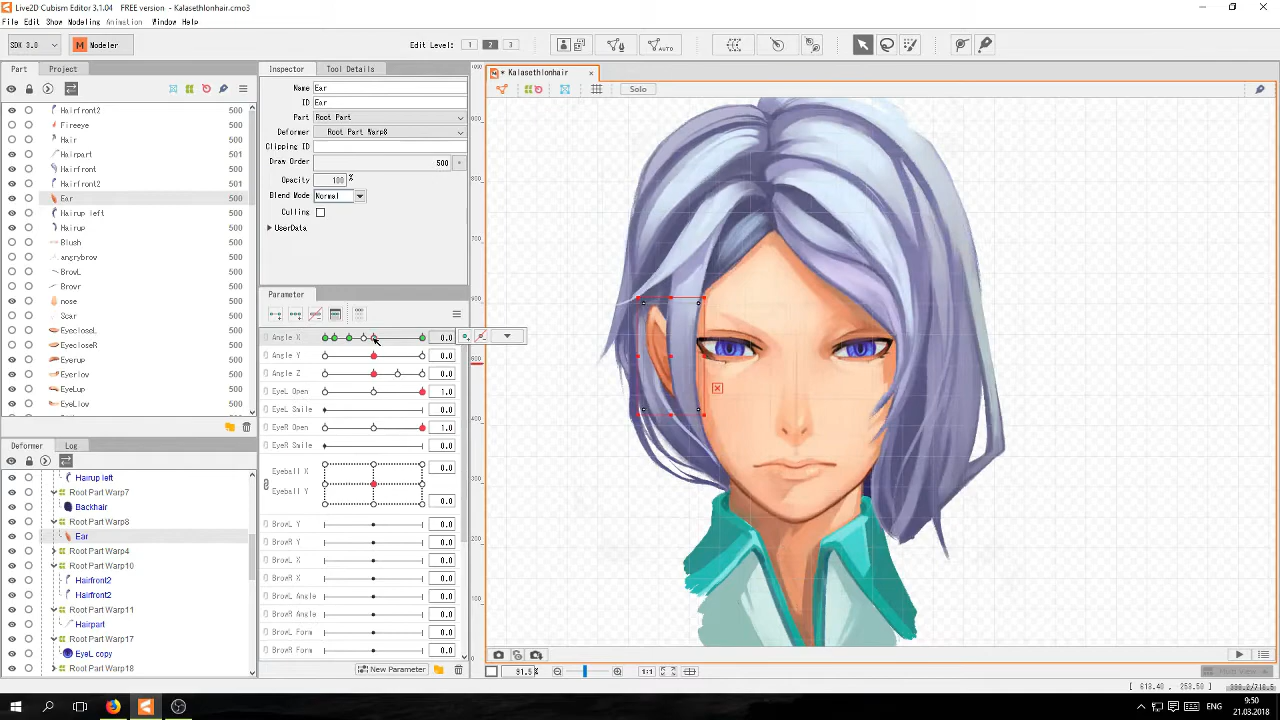 Live2D Cubism Editor 3.1.04 FREE version - Kalasethlonhair.cmo3
File Edit Show Modeling Animation Window Help
SDK 3.0
Modeler
Edit Level: 1 2 3
AUTO
Part Project
Hairfront2 500
Fireeye 500
Hair 500
Hairpart 501
Hairfront 500
Hairfront2 501
Ear 500
Hairup left 500
Hairup 500
Blush 500
angrybrow 500
BrowL 500
Browr 500
nose 500
Scar 500
EyecloseL 500
EyecloseR 500
Eyerup 500
Eyerlov 500
EyeLup 500
EyeLlow 500
Deformer Log
Hairup left
Root Part Warp7
Backhair
Root Part Warp8
Ear
Root Part Warp4
Root Part Warp10
Hairfront2
Hairfront2
Root Part Warp11
Hairpart
Root Part Warp17
EyeL copy
Root Part Warp18
Inspector Tool Details
Name Ear
ID Ear
Part Root Part
Deformer Root Part Warp8
Clipping ID
Draw Order 500
Opacity 100 %
Blend Mode Normal
Culling
UserData
Parameter
Angle X 0.0
Angle Y 0.0
Angle Z 0.0
EyeL Open 1.0
EyeL Smile 0.0
EyeR Open 1.0
EyeR Smile 0.0
Eyeball X 0.0
Eyeball Y 0.0
BrowL Y 0.0
BrowR Y 0.0
BrowL X 0.0
BrowR X 0.0
BrowL Angle 0.0
BrowR Angle 0.0
BrowL Form 0.0
BrowR Form 0.0
New Parameter
Kalasethlonhair
Solo
1:1
613.40 , 253.50
ENG
9:50
21.03.2018